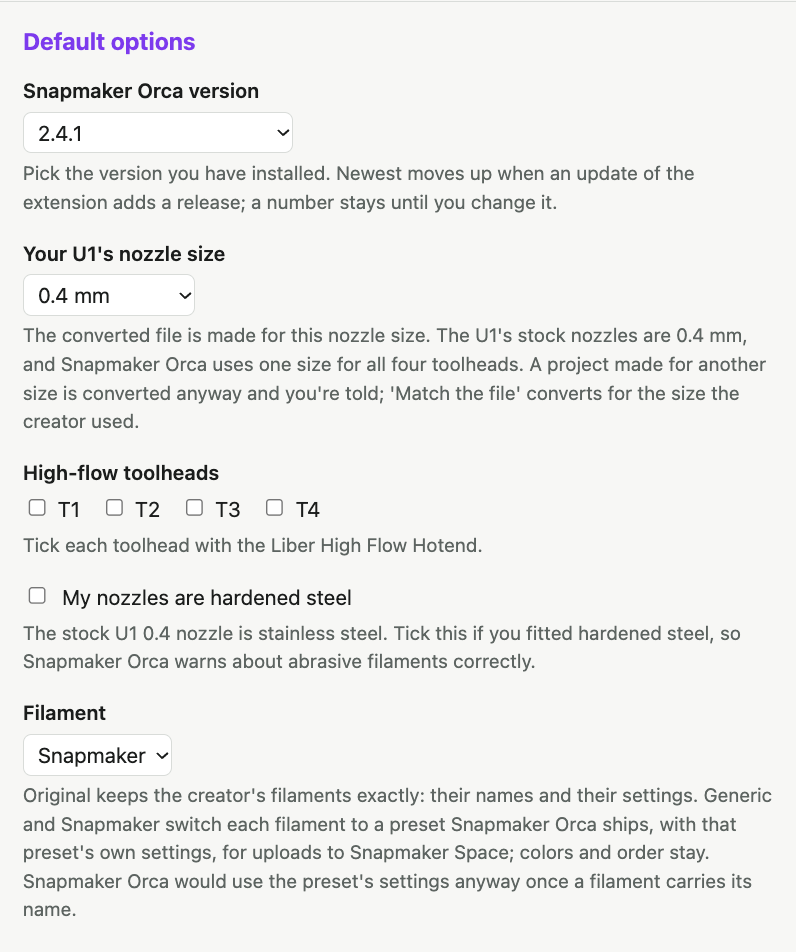 Default options
Snapmaker Orca version
2.4.1
Pick the version you have installed. Newest moves up when an update of the
extension adds a release; a number stays until you change it.
Your U1's nozzle size
0.4 mm
The converted file is made for this nozzle size. The U1's stock nozzles are 0.4 mm,
and Snapmaker Orca uses one size for all four toolheads. A project made for another
size is converted anyway and you're told; 'Match the file' converts for the size the
creator used.
High-flow toolheads
T1 T2 T3 T4
Tick each toolhead with the Liber High Flow Hotend.
My nozzles are hardened steel
The stock U1 0.4 nozzle is stainless steel. Tick this if you fitted hardened steel, so
Snapmaker Orca warns about abrasive filaments correctly.
Filament
Snapmaker
Original keeps the creator's filaments exactly: their names and their settings. Generic
and Snapmaker switch each filament to a preset Snapmaker Orca ships, with that
preset's own settings, for uploads to Snapmaker Space; colors and order stay.
Snapmaker Orca would use the preset's settings anyway once a filament carries its
name.